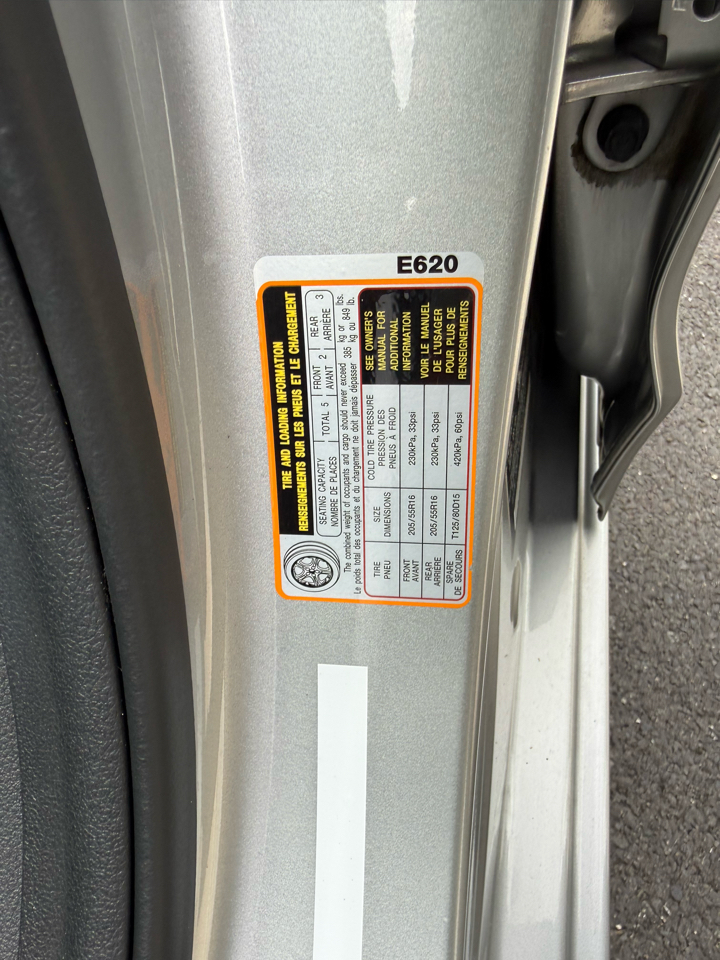 E620
TIRE AND LOADING INFORMATION
RENSEIGNEMENTS SUR LES PNEUS ET LE CHARGEMENT
SEATING CAPACITY TOTAL 5 FRONT 2 REAR 3
NOMBRE DE PLACES AVANT ARRIÈRE
The combined weight of occupants and cargo should never exceed 385 kg or 849 lbs.
Le poids total des occupants et du chargement ne doit jamais dépasser kg ou lb.
TIRE SIZE COLD TIRE PRESSURE
PNEU DIMENSIONS PRESSION DES
PNEUS À FROID
FRONT 205/55R16 230kPa, 33psi
AVANT
REAR 205/55R16 230kPa, 33psi
ARRIÈRE
SPARE T125/80D15 420kPa, 60psi
DE SECOURS
SEE OWNER'S
MANUAL FOR
ADDITIONAL
INFORMATION
VOIR LE MANUEL
DE L'USAGER
POUR PLUS DE
RENSEIGNEMENTS